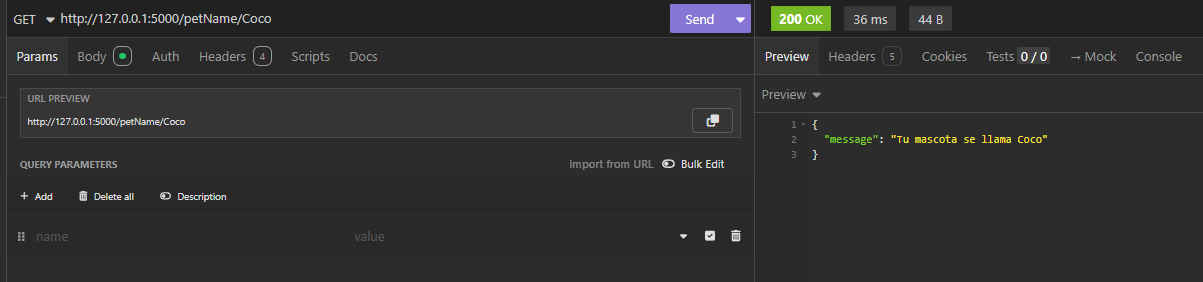 GET http://127.0.0.1:5000/petName/Coco Send
Params Body Auth Headers 4 Scripts Docs
URL PREVIEW
http://127.0.0.1:5000/petName/Coco
QUERY PARAMETERS Import from URL Bulk Edit
+ Add Delete all Description
name value
200 OK 36 ms 44 B
Preview Headers 5 Cookies Tests 0 / 0 → Mock Console
Preview
1 {
2 "message": "Tu mascota se llama Coco"
3 }